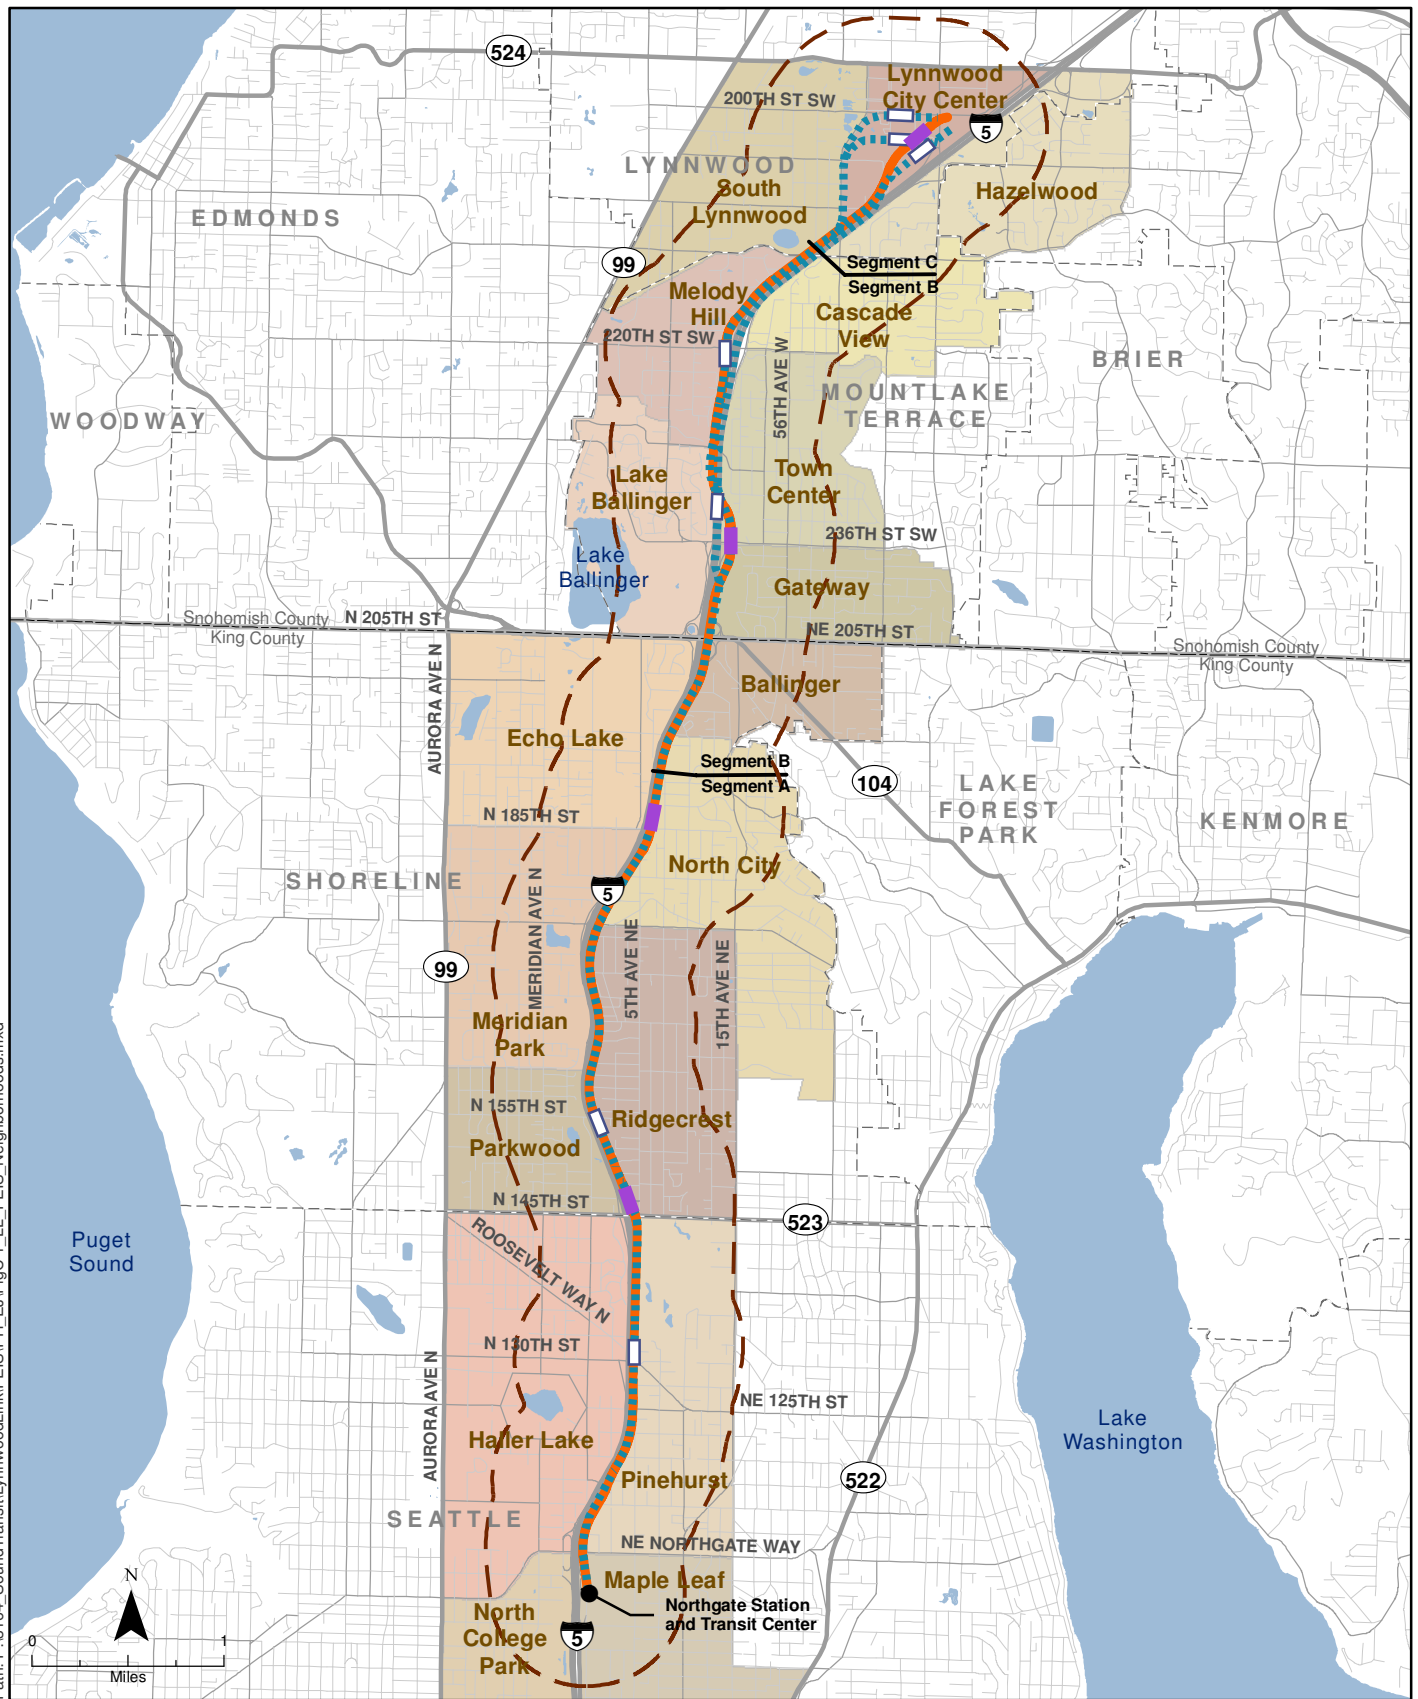 524
Lynnwood
City Center
200TH ST SW
5
LYNNWOOD
South
Lynnwood
Hazelwood
EDMONDS
99
Segment C
Segment B
Melody
Hill
Cascade
View
220TH ST SW
56TH AVE W
BRIER
MOUNTLAKE
TERRACE
WOODWAY
Lake
Ballinger
Town
Center
236TH ST SW
Lake
Ballinger
Gateway
Snohomish County
King County
N 205TH ST
NE 205TH ST
Snohomish County
King County
AURORA AVE N
Ballinger
Echo Lake
Segment B
Segment A
104
LAKE
FOREST
PARK
KENMORE
N 185TH ST
North City
SHORELINE
5
MERIDIAN AVE N
5TH AVE NE
15TH AVE NE
99
Meridian
Park
N 155TH ST
Ridgecrest
Parkwood
N 145TH ST
523
ROOSEVELT WAY N
Puget
Sound
N 130TH ST
AURORA AVE N
NE 125TH ST
Haller Lake
Lake
Washington
Pinehurst
522
SEATTLE
NE NORTHGATE WAY
Maple Leaf
Northgate Station
and Transit Center
North
College
Park
5
N
0 1
Miles